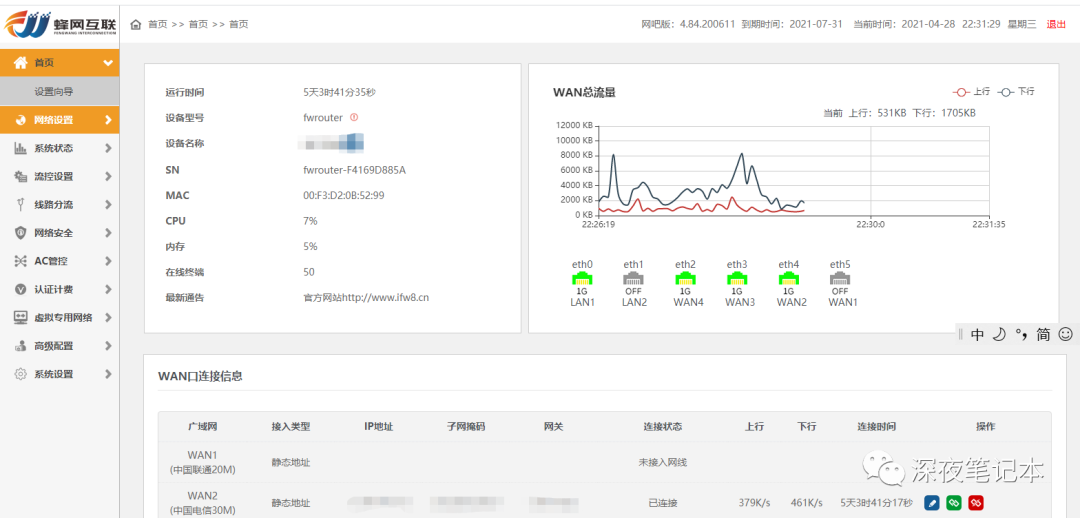 蜂网互联
FENGWANG INTERCONNECTION
首页 >> 首页 >> 首页
网吧版：4.84.200611 到期时间：2021-07-31 当前时间：2021-04-28 22:31:29 星期三 退出
首页
设置向导
网络设置
系统状态
流控设置
线路分流
网络安全
AC管控
认证计费
虚拟专用网络
高级配置
系统设置
运行时间 5天3时41分35秒
设备型号 fwrouter
设备名称
SN fwrouter-F4169D885A
MAC 00:F3:D2:0B:52:99
CPU 7%
内存 5%
在线终端 50
最新通告 官方网站http://www.ifw8.cn
WAN总流量
上行 下行
当前 上行：531KB 下行：1705KB
12000 KB
10000 KB
8000 KB
6000 KB
4000 KB
2000 KB
0 KB
22:26:19 22:30:0 22:31:35
eth0 eth1 eth2 eth3 eth4 eth5
1G OFF 1G 1G 1G OFF
LAN1 LAN2 WAN4 WAN3 WAN2 WAN1
中 简
WAN口连接信息
广域网 接入类型 IP地址 子网掩码 网关 连接状态 上行 下行 连接时间 操作
WAN1
(中国联通20M) 静态地址 未接入网线
WAN2
(中国电信30M) 静态地址 已连接 379K/s 461K/s 5天3时41分17秒
深夜笔记本